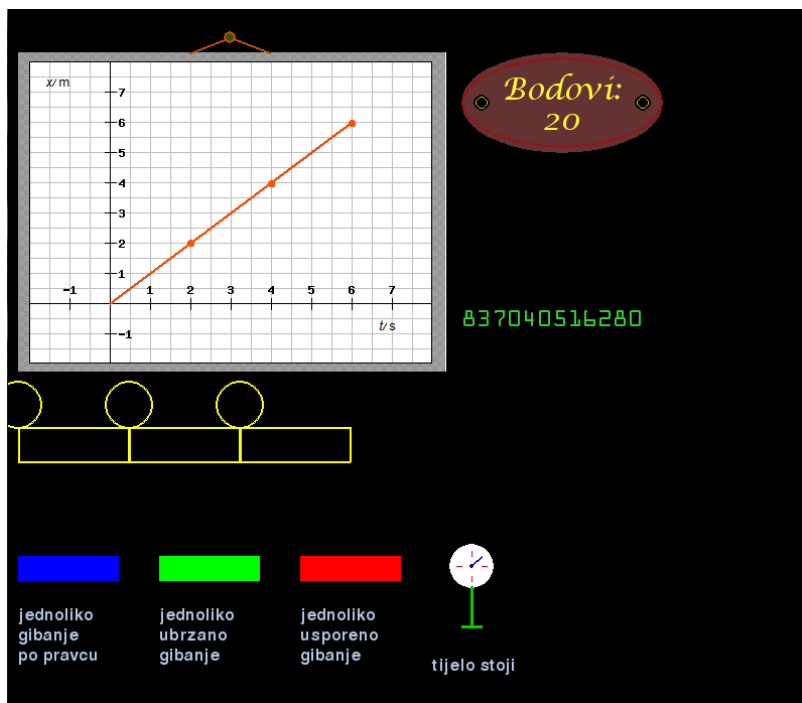 x/ m
Bodovi:
20
7
6
5
4
3
2
1
-1 1 2 3 4 5 6 7
t/ s
-1
837040516280
jednoliko
gibanje
po pravcu
jednoliko
ubrzano
gibanje
jednoliko
usporeno
gibanje
tijelo stoji